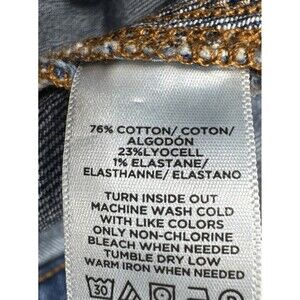 76% COTTON/ COTON/
ALGODÓN
23%LYOCELL
1% ELASTANE/
ELASTHANNE/ ELASTANO
TURN INSIDE OUT
MACHINE WASH COLD
WITH LIKE COLORS
ONLY NON-CHLORINE
BLEACH WHEN NEEDED
TUMBLE DRY LOW
WARM IRON WHEN NEEDED
30